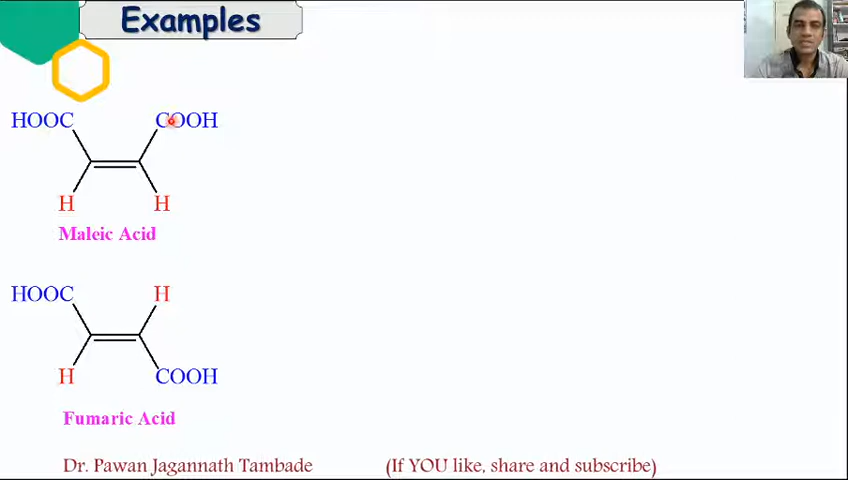 Examples
HOOC COOH
H H
Maleic Acid
HOOC H
H COOH
Fumaric Acid
Dr. Pawan Jagannath Tambade (If YOU like, share and subscribe)